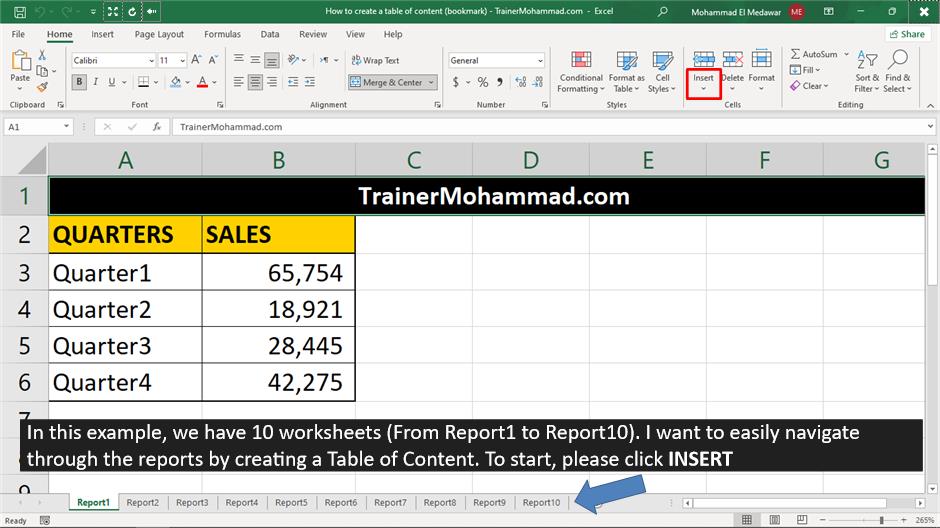 How to create a table of content (bookmark) - TrainerMohammad.com - Excel
Mohammad El Medawar
ME
File Home Insert Page Layout Formulas Data Review View Help
Share
Paste
Clipboard
Calibri 11 A A
B I U A
Font
ab Wrap Text
Merge & Center
Alignment
General
$ % ,
Number
Conditional Formatting
Format as Table
Cell Styles
Styles
Insert Delete Format
Cells
AutoSum
Fill
Clear
Sort & Filter
Find & Select
Editing
A1
fx
TrainerMohammad.com
A B C D E F G
1 TrainerMohammad.com
2 QUARTERS SALES
3 Quarter1 65,754
4 Quarter2 18,921
5 Quarter3 28,445
6 Quarter4 42,275
7
In this example, we have 10 worksheets (From Report1 to Report10). I want to easily navigate
through the reports by creating a Table of Content. To start, please click INSERT
9
Report1 Report2 Report3 Report4 Report5 Report6 Report7 Report8 Report9 Report10
Ready
265%